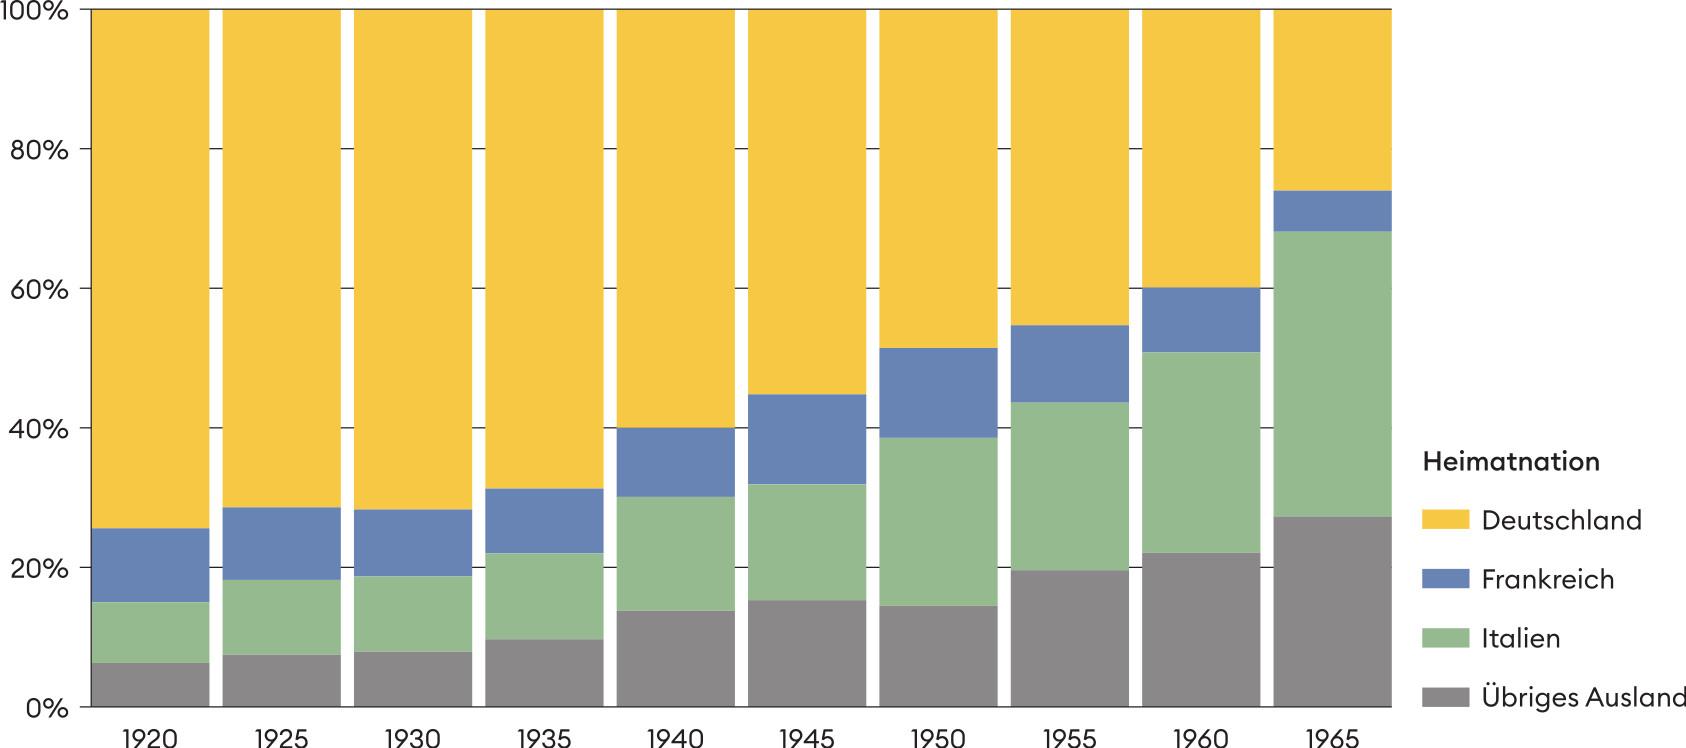 100%
80%
60%
40%
20%
0%
1920 1925 1930 1935 1940 1945 1950 1955 1960 1965
Heimatnation
Deutschland
Frankreich
Italien
Übriges Ausland